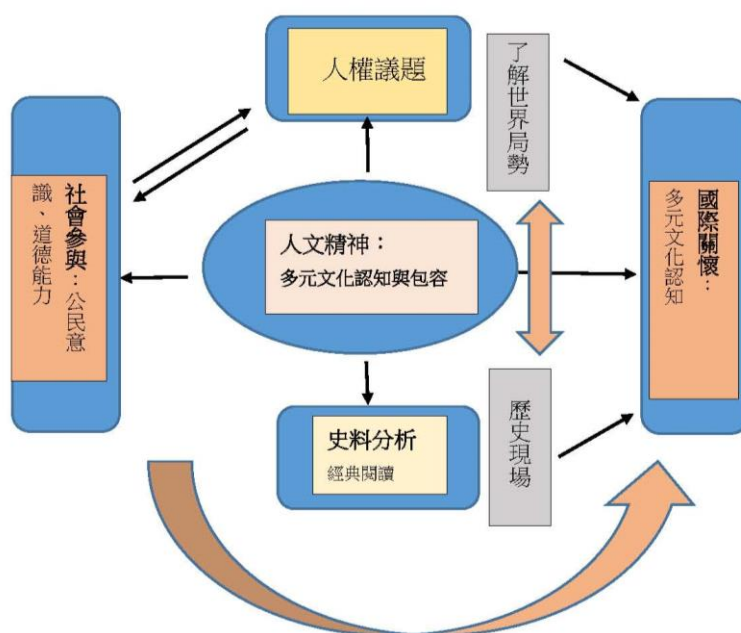 人權議題
了解世界局勢
社會參與：公民意
識、道德能力
人文精神：
多元文化認知與包容
國際關懷：
多元文化認知
史料分析
經典閱讀
歷史現場